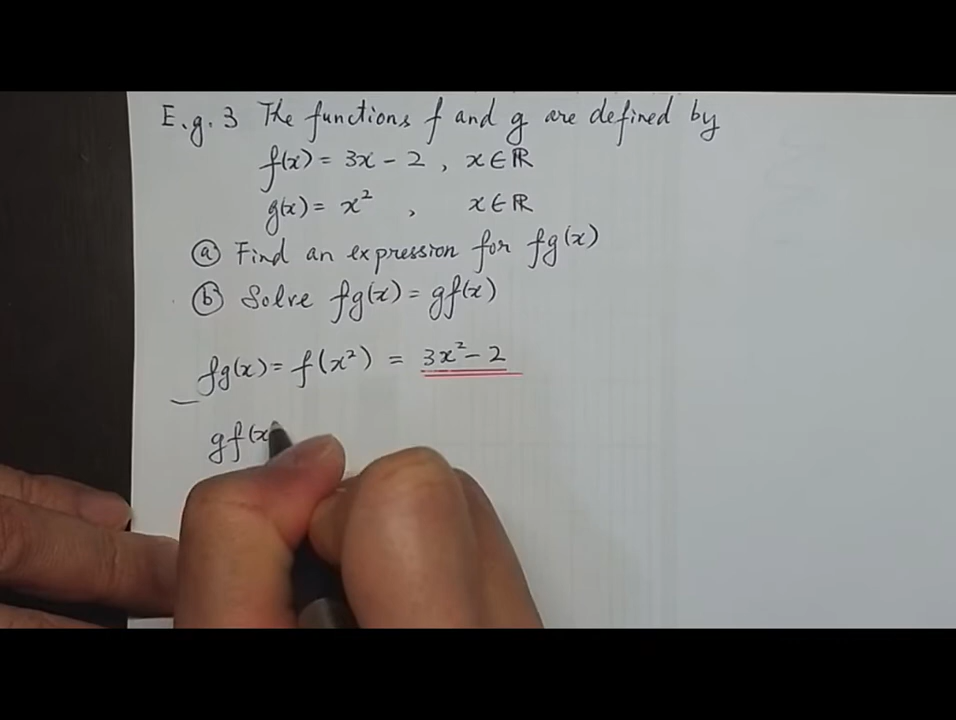 E.g. 3 The functions f and g are defined by
f(x) = 3x - 2, x ∈ ℝ
g(x) = x², x ∈ ℝ
ⓐ Find an expression for fg(x)
ⓑ Solve fg(x) = gf(x)
fg(x) = f(x²) = 3x² - 2
gf(x